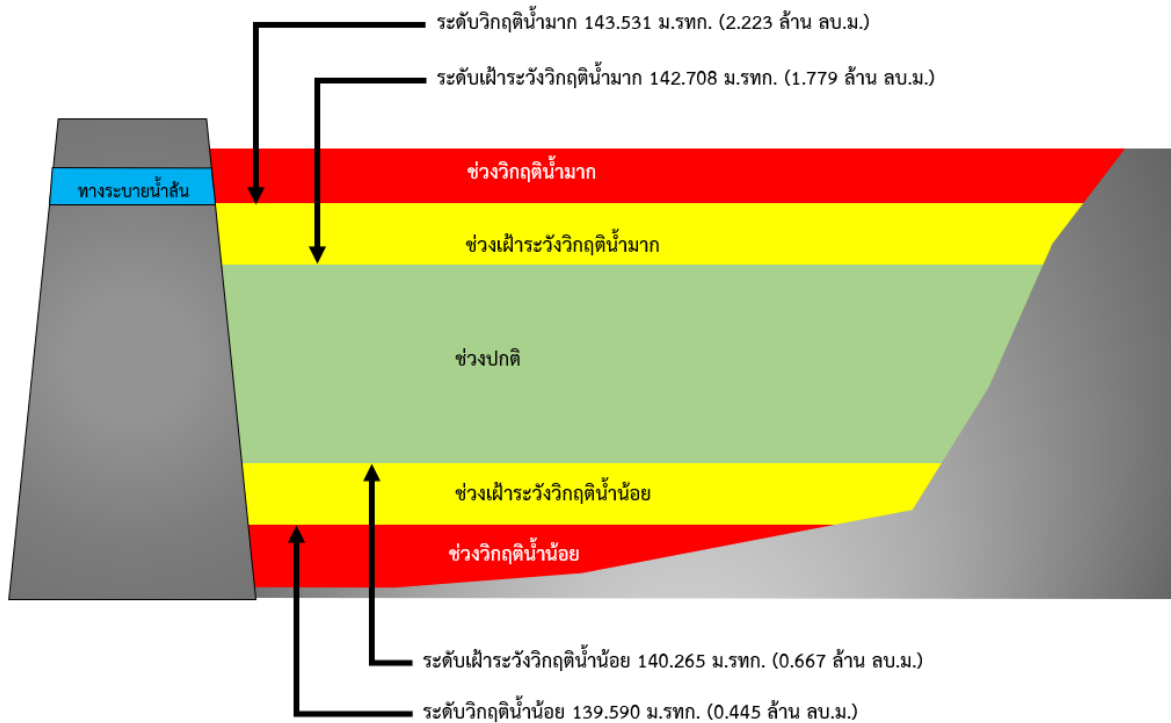 ระดับวิกฤติน้ำมาก 143.531 ม.รทก. (2.223 ล้าน ลบ.ม.)
ระดับเฝ้าระวังวิกฤติน้ำมาก 142.708 ม.รทก. (1.779 ล้าน ลบ.ม.)
ช่วงวิกฤติน้ำมาก
ทางระบายน้ำล้น
ช่วงเฝ้าระวังวิกฤติน้ำมาก
ช่วงปกติ
ช่วงเฝ้าระวังวิกฤติน้ำน้อย
ช่วงวิกฤติน้ำน้อย
ระดับเฝ้าระวังวิกฤติน้ำน้อย 140.265 ม.รทก. (0.667 ล้าน ลบ.ม.)
ระดับวิกฤติน้ำน้อย 139.590 ม.รทก. (0.445 ล้าน ลบ.ม.)